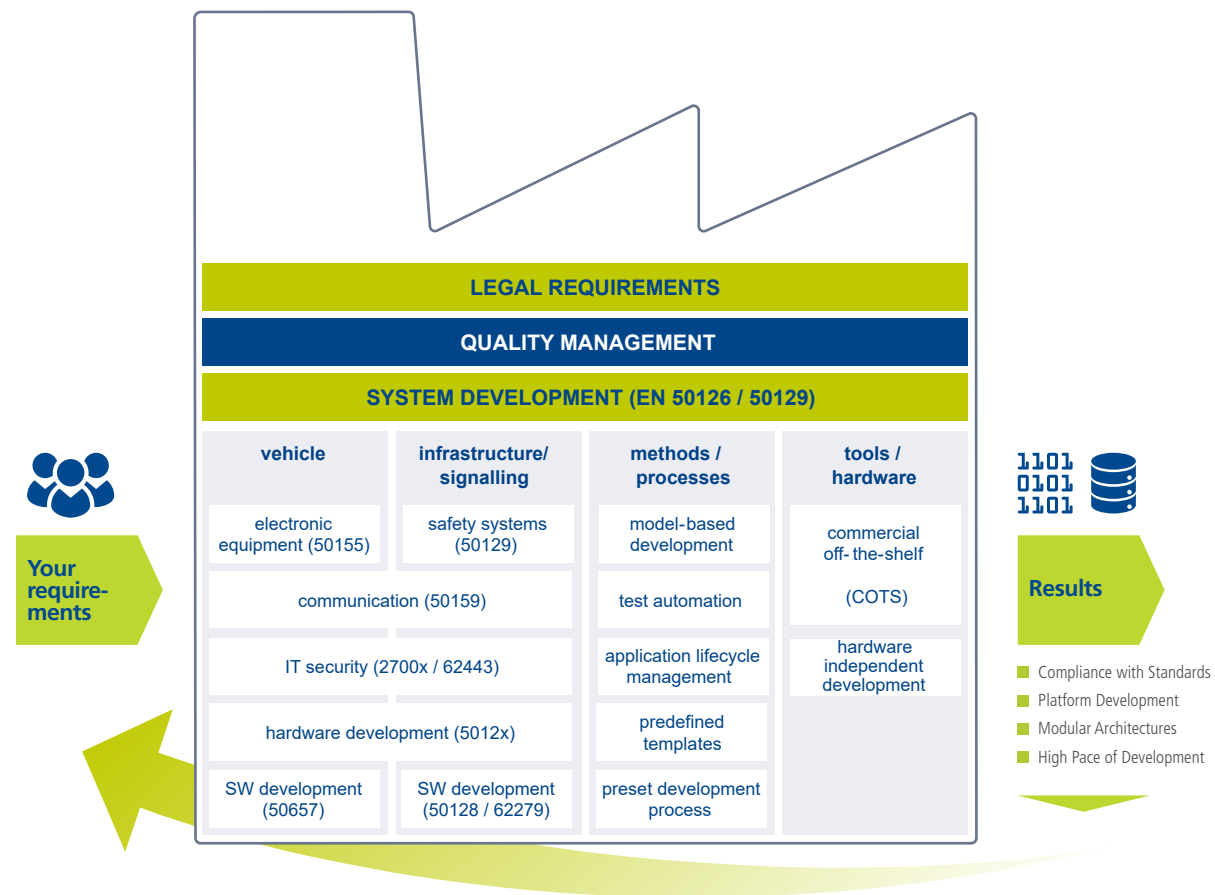 LEGAL REQUIREMENTS
QUALITY MANAGEMENT
SYSTEM DEVELOPMENT (EN 50126 / 50129)
vehicle
infrastructure/
signalling
methods /
processes
tools /
hardware
electronic
equipment (50155)
safety systems
(50129)
model-based
development
commercial
off- the-shelf
(COTS)
communication (50159)
test automation
IT security (2700x / 62443)
application lifecycle
management
hardware
independent
development
hardware development (5012x)
predefined
templates
SW development
(50657)
SW development
(50128 / 62279)
preset development
process
Your
require-
ments
1101
0101
1101
Results
Compliance with Standards
Platform Development
Modular Architectures
High Pace of Development